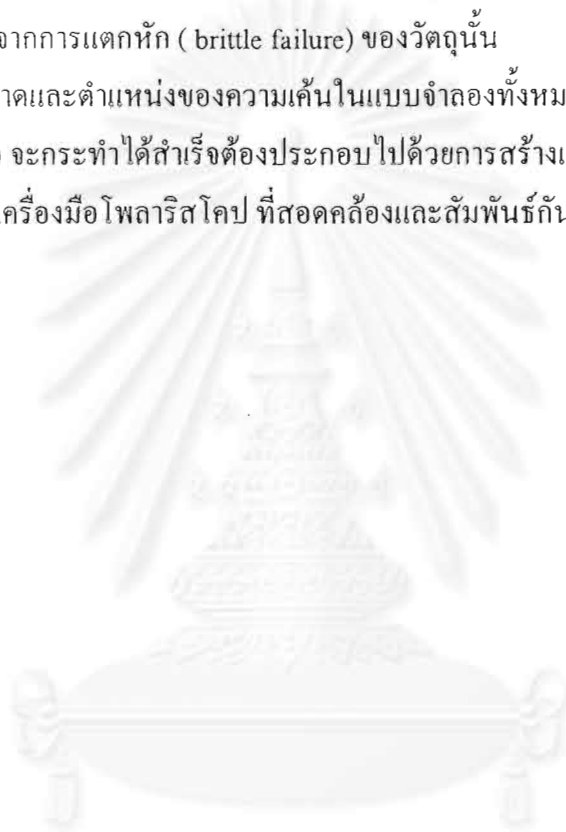 จากการแตกหัก ( brittle failure) ของวัตถุนั้น
าดและตำแหน่งของความเค้นในแบบจำลองทั้งหม
จะกระทำได้สำเร็จต้องประกอบไปด้วยการสร้างเ
เครื่องมือโพลาริสโคป ที่สอดคล้องและสัมพันธ์กัน